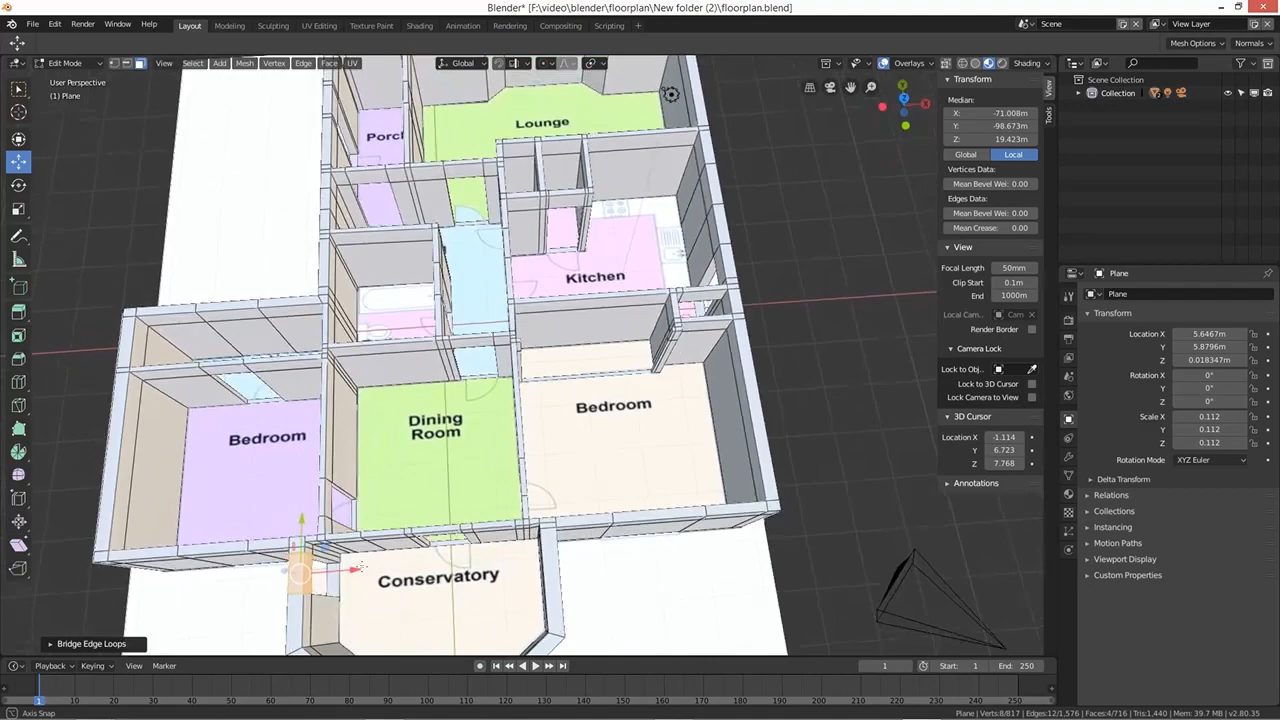 Blender* [F:\video\blender\floorplan\New folder (2)\floorplan.blend]
File Edit Render Window Help Layout Modeling Sculpting UV Editing Texture Paint Shading Animation Rendering Compositing Scripting + Scene View Layer
Mesh Options Normals
Edit Mode View Select Add Mesh Vertex Edge Face UV Global Overlays Shading
User Perspective
(1) Plane
Porch
Lounge
Kitchen
Bedroom
Dining
Room
Bedroom
Conservatory
Bridge Edge Loops
Transform
Median:
X: -71.008m
Y: -98.673m
Z: 19.423m
Global Local
Vertices Data:
Mean Bevel Wei: 0.00
Edges Data:
Mean Bevel Wei: 0.00
Mean Crease: 0.00
View
Focal Length 50mm
Clip Start 0.1m
End 1000m
Local Cam... Cam
Render Border
Camera Lock
Lock to Obj...
Lock to 3D Cursor
Lock Camera to View
3D Cursor
Location X -1.114
Y 6.723
Z 7.768
Annotations
View
Tools
Scene Collection
Collection
Plane
Plane
Transform
Location X 5.6467m
Y 5.8796m
Z 0.018347m
Rotation X 0°
Y 0°
Z 0°
Scale X 0.112
Y 0.112
Z 0.112
Rotation Mode XYZ Euler
Delta Transform
Relations
Collections
Instancing
Motion Paths
Viewport Display
Custom Properties
Playback Keying View Marker 1 Start: 1 End: 250
1 10 20 30 40 50 60 70 80 90 100 110 120 130 140 150 160 170 180 190 200 210 220 230 240 250
Axis Snap
Plane | Verts:8/817 | Edges:12/1,576 | Faces:4/716 | Tris:1,440 | Mem: 39.7 MB | v2.80.35